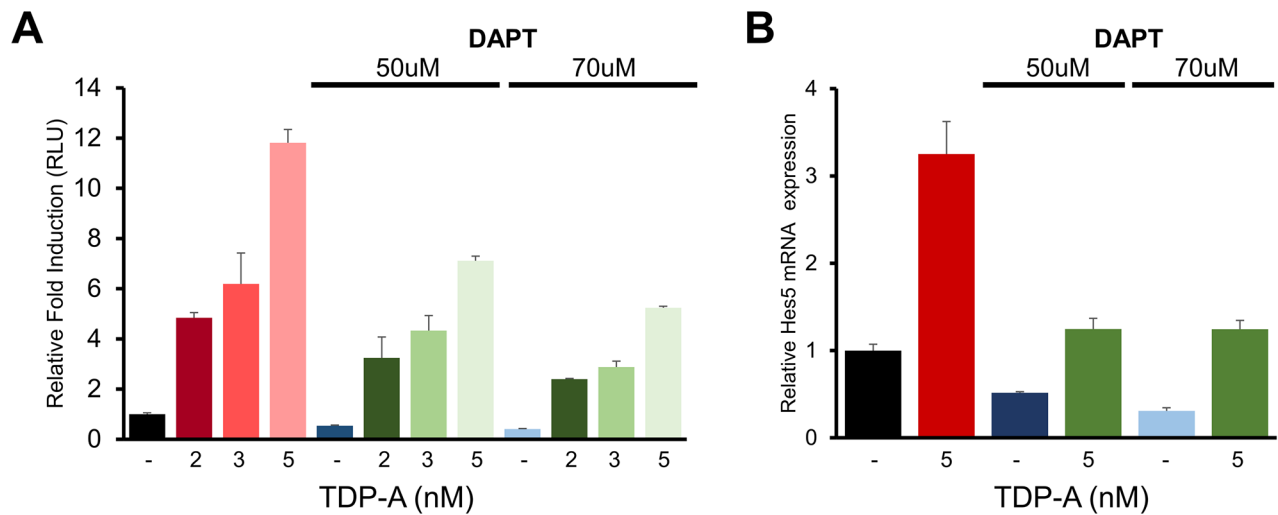 A
DAPT
50uM 70uM
Relative Fold Induction (RLU)
14
12
10
8
6
4
2
0
- 2 3 5 - 2 3 5 - 2 3 5
TDP-A (nM)
B
DAPT
50uM 70uM
Relative Hes5 mRNA expression
4
3
2
1
0
- 5 - 5 - 5
TDP-A (nM)